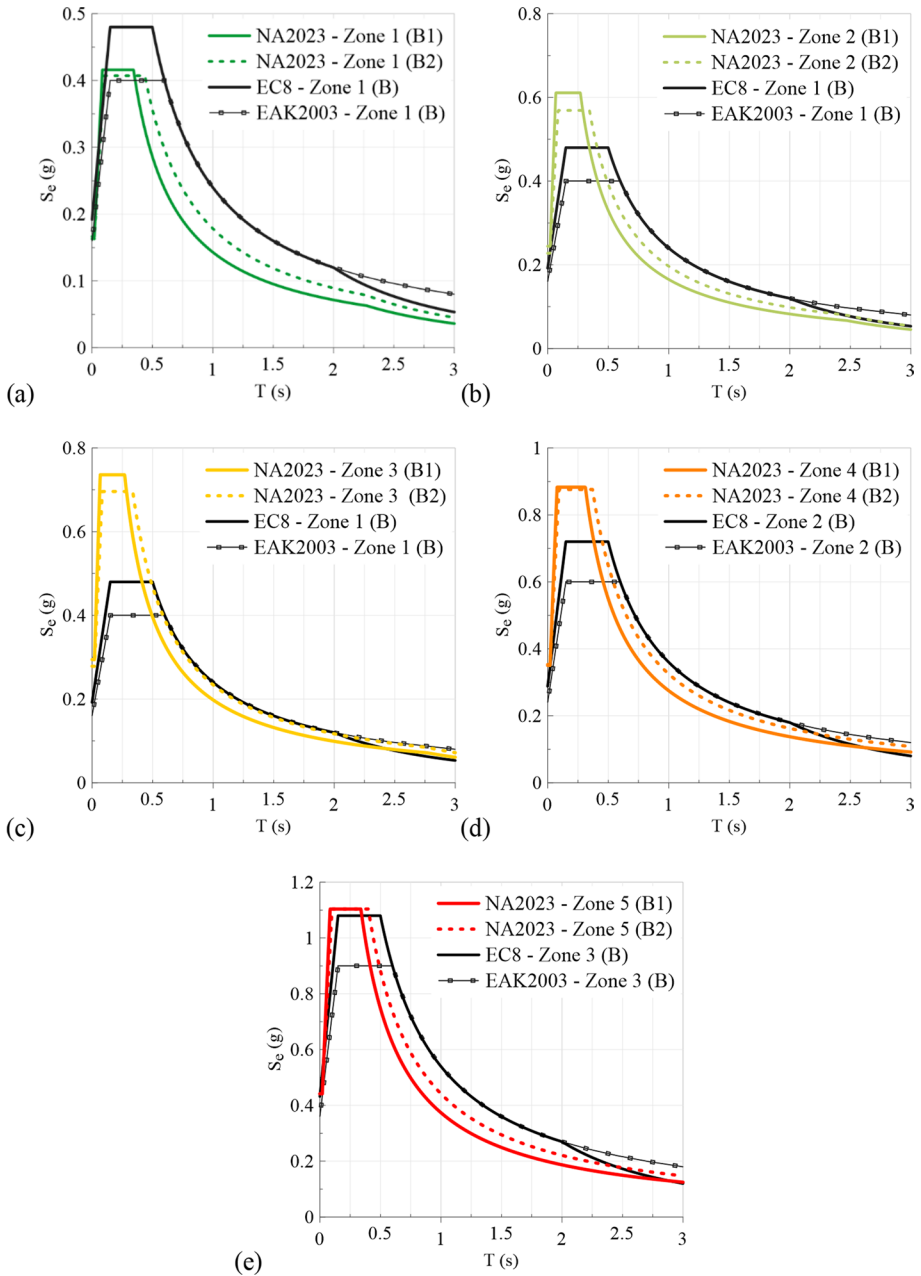 0.5
0.4
0.3
0.2
0.1
0
Se (g)
NA2023 - Zone 1 (B1)
NA2023 - Zone 1 (B2)
EC8 - Zone 1 (B)
EAK2003 - Zone 1 (B)
0 0.5 1 1.5 2 2.5 3
T (s)
(a)
0.8
0.6
0.4
0.2
0
Se (g)
NA2023 - Zone 2 (B1)
NA2023 - Zone 2 (B2)
EC8 - Zone 1 (B)
EAK2003 - Zone 1 (B)
0 0.5 1 1.5 2 2.5 3
T (s)
(b)
0.8
0.6
0.4
0.2
0
Se (g)
NA2023 - Zone 3 (B1)
NA2023 - Zone 3 (B2)
EC8 - Zone 1 (B)
EAK2003 - Zone 1 (B)
0 0.5 1 1.5 2 2.5 3
T (s)
(c)
1
0.8
0.6
0.4
0.2
0
Se (g)
NA2023 - Zone 4 (B1)
NA2023 - Zone 4 (B2)
EC8 - Zone 2 (B)
EAK2003 - Zone 2 (B)
0 0.5 1 1.5 2 2.5 3
T (s)
(d)
1.2
1
0.8
0.6
0.4
0.2
0
Se (g)
NA2023 - Zone 5 (B1)
NA2023 - Zone 5 (B2)
EC8 - Zone 3 (B)
EAK2003 - Zone 3 (B)
0 0.5 1 1.5 2 2.5 3
T (s)
(e)